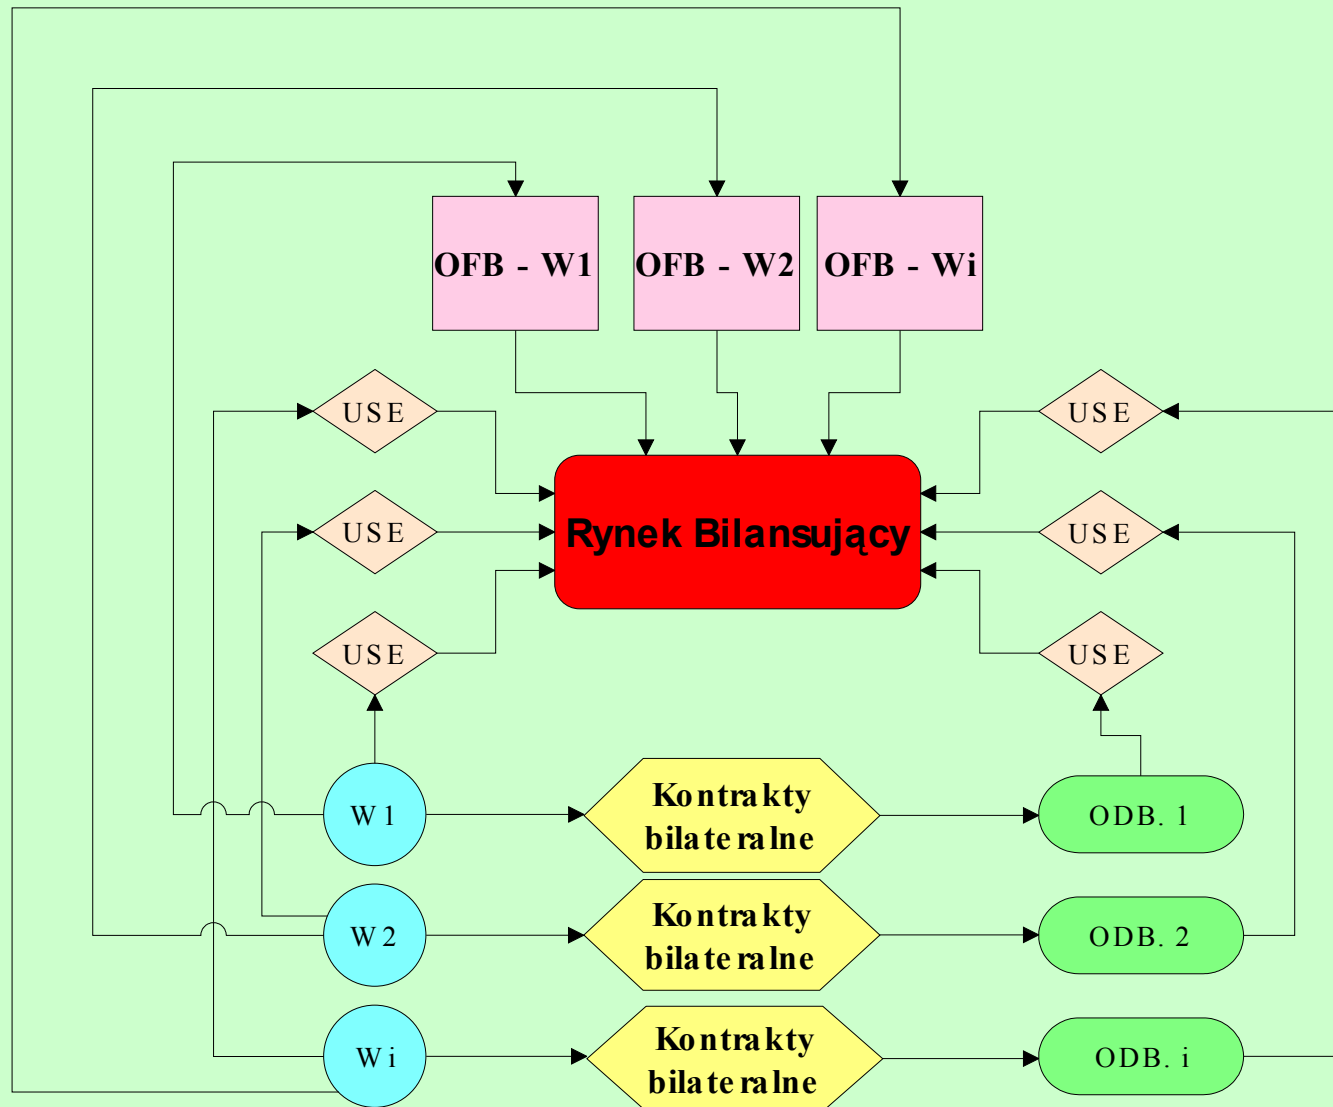 OFB - W1
OFB - W2
OFB - Wi
USE
USE
USE
Rynek Bilansujący
USE
USE
USE
W1
Kontrakty
bilateralne
ODB. 1
W2
Kontrakty
bilateralne
ODB. 2
Wi
Kontrakty
bilateralne
ODB. i